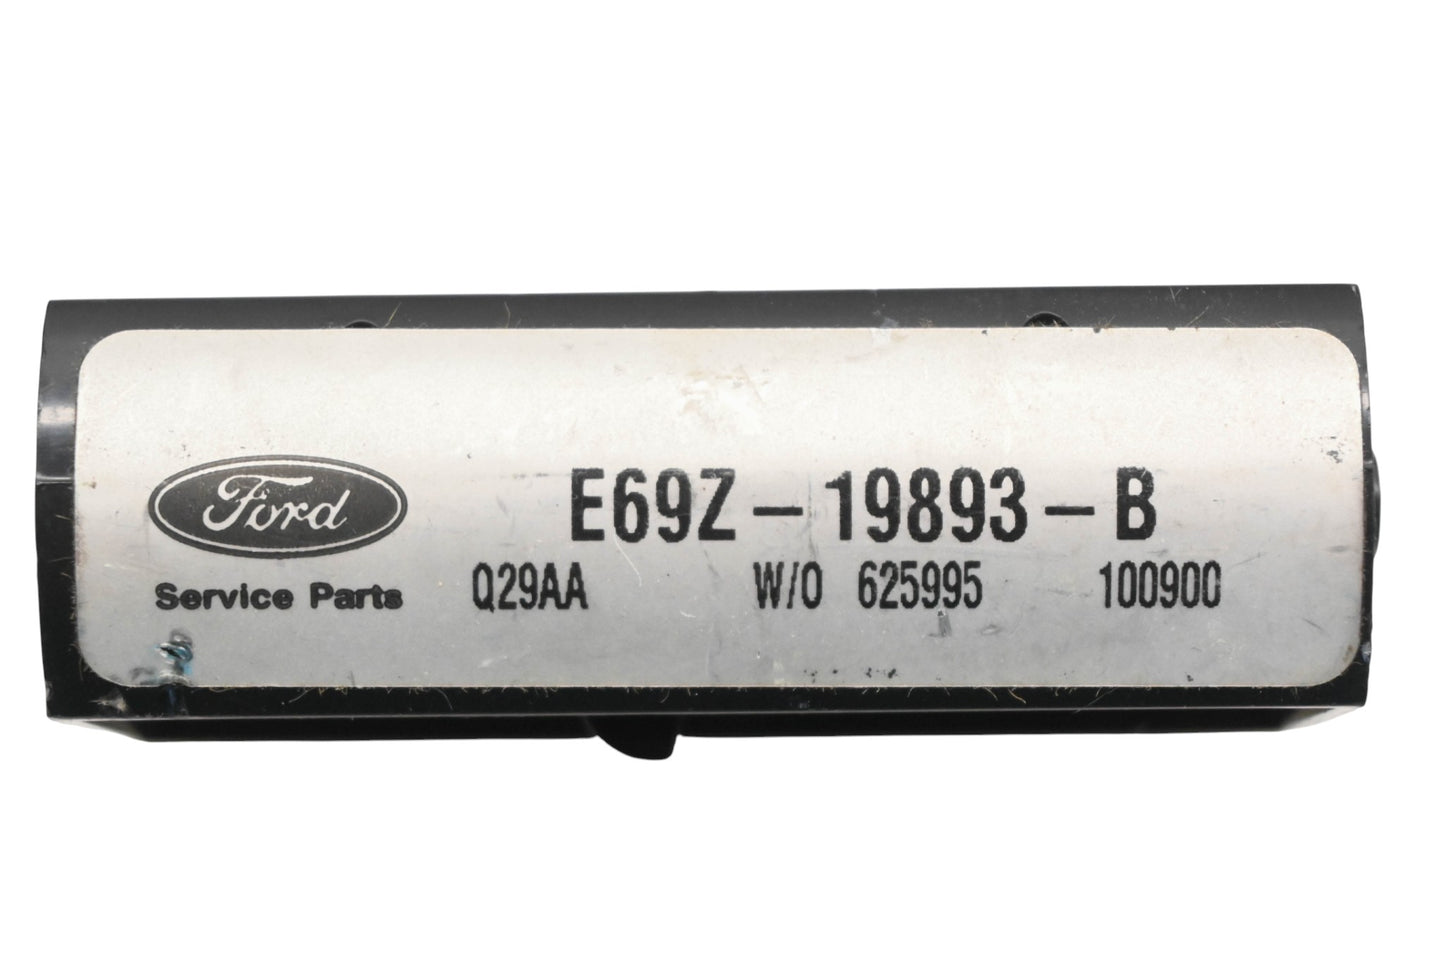 Ford
E69Z-19893-B
Service Parts Q29AA W/O 625995 100900